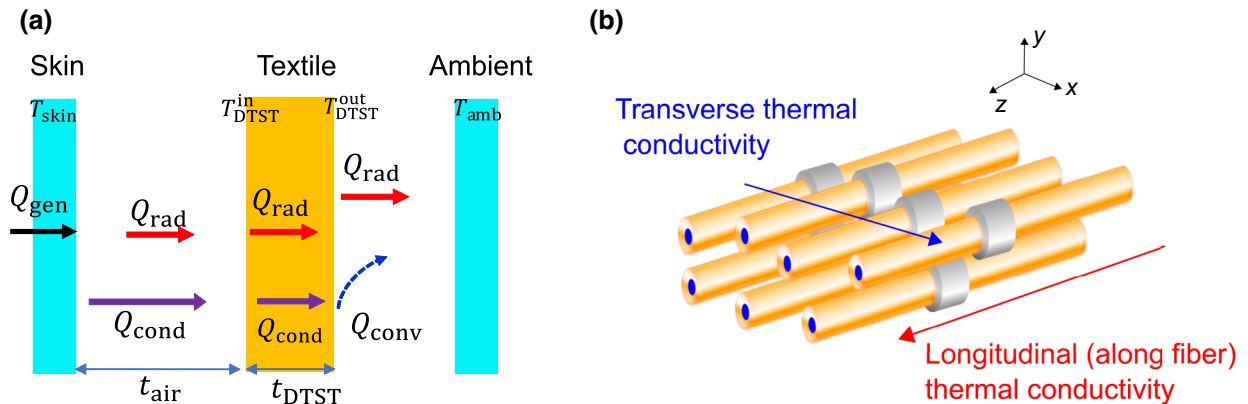 (a)
Skin
Textile
Ambient
T_skin
T_DTST^in
T_DTST^out
T_amb
Q_rad
Q_gen
Q_rad
Q_rad
Q_cond
Q_cond
Q_conv
t_air
t_DTST
(b)
y
x
z
Transverse thermal
conductivity
Longitudinal (along fiber)
thermal conductivity